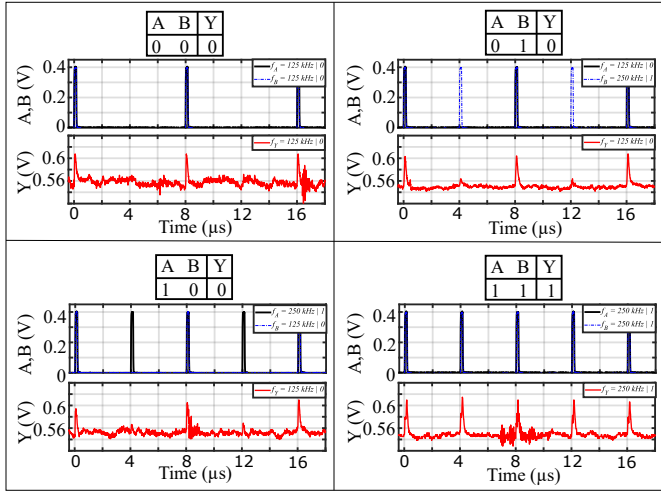 A B Y
0 0 0
f_A = 125 kHz | 0
f_B = 125 kHz | 0
0.4
0.2
0
A,B (V)
f_Y = 125 kHz | 0
0.6
0.56
Y (V)
0 4 8 12 16
Time (µs)
A B Y
0 1 0
f_A = 125 kHz | 0
f_B = 250 kHz | 1
0.4
0.2
0
A,B (V)
f_Y = 125 kHz | 0
0.6
0.56
Y (V)
0 4 8 12 16
Time (µs)
A B Y
1 0 0
f_A = 250 kHz | 1
f_B = 125 kHz | 0
0.4
0.2
0
A,B (V)
f_Y = 125 kHz | 0
0.6
0.56
Y (V)
0 4 8 12 16
Time (µs)
A B Y
1 1 1
f_A = 250 kHz | 1
f_B = 250 kHz | 1
0.4
0.2
0
A,B (V)
f_Y = 250 kHz | 1
0.6
0.56
Y (V)
0 4 8 12 16
Time (µs)